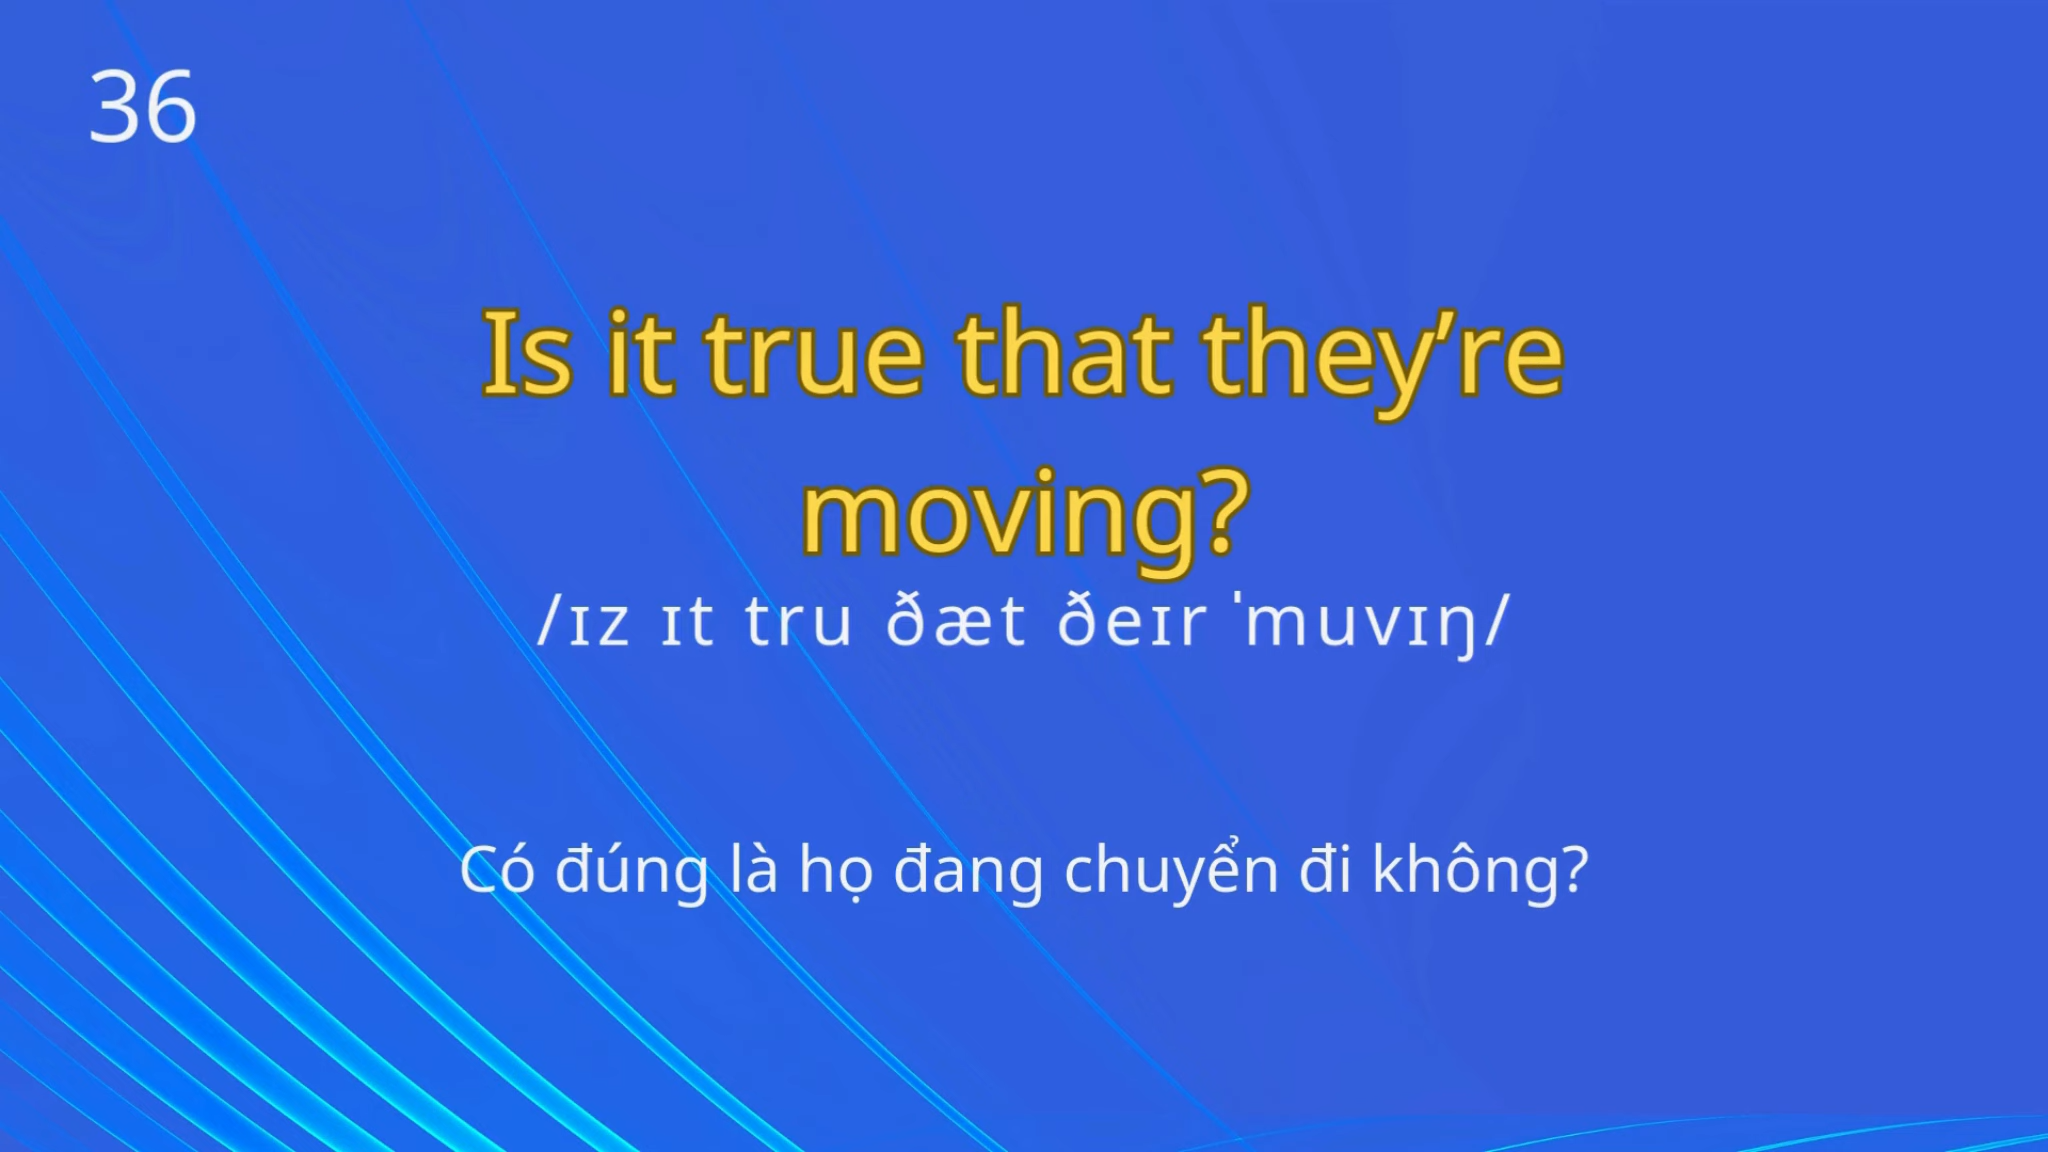 36
Is it true that they’re
moving?
/ɪz ɪt tru ðæt ðeɪr ˈmuvɪŋ/
Có đúng là họ đang chuyển đi không?